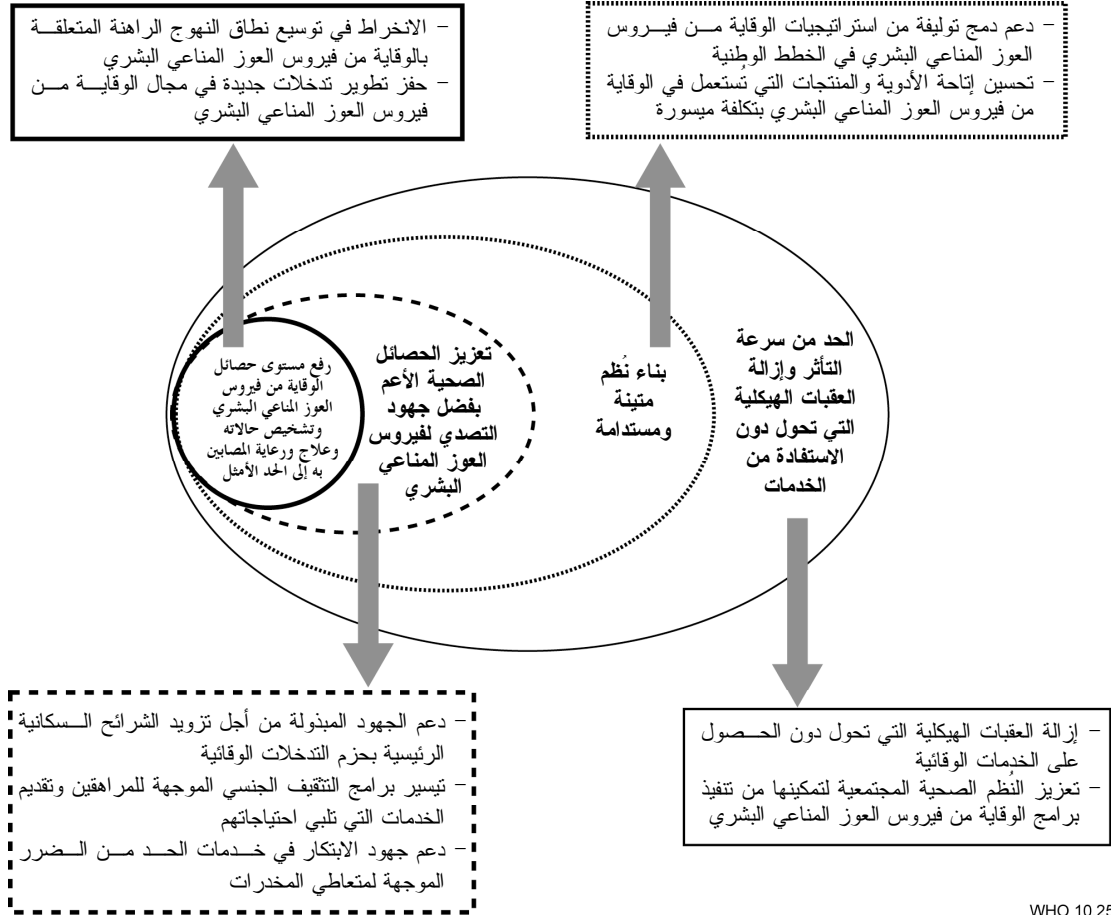 – الانخراط في توسيع نطاق النهوج الراهنة المتعلقة
بالوقاية من فيروس العوز المناعي البشري
– حفز تطوير تدخلات جديدة في مجال الوقاية من
فيروس العوز المناعي البشري
– دعم دمج توليفة من استراتيجيات الوقاية من فيروس
العوز المناعي البشري في الخطط الوطنية
– تحسين إتاحة الأدوية والمنتجات التي تُستعمل في الوقاية
من فيروس العوز المناعي البشري بتكلفة ميسورة
رفع مستوى حصائل
الوقاية من فيروس
العوز المناعي البشري
وتشخيص حالاته
وعلاج ورعاية المصابين
به إلى الحد الأمثل
تعزيز الحصائل
الصحية الأعم
بفضل جهود
التصدي لفيروس
العوز المناعي
البشري
بناء نُظم
متينة
ومستدامة
الحد من سرعة
التأثر وإزالة
العقبات الهيكلية
التي تحول دون
الاستفادة من
الخدمات
– دعم الجهود المبذولة من أجل تزويد الشرائح السكانية
الرئيسية بحزم التدخلات الوقائية
– تيسير برامج التثقيف الجنسي الموجهة للمراهقين وتقديم
الخدمات التي تلبي احتياجاتهم
– دعم جهود الابتكار في خدمات الحد من الضرر
الموجهة لمتعاطي المخدرات
– إزالة العقبات الهيكلية التي تحول دون الحصول
على الخدمات الوقائية
– تعزيز النُظم الصحية المجتمعية لتمكينها من تنفيذ
برامج الوقاية من فيروس العوز المناعي البشري
WHO 10.25